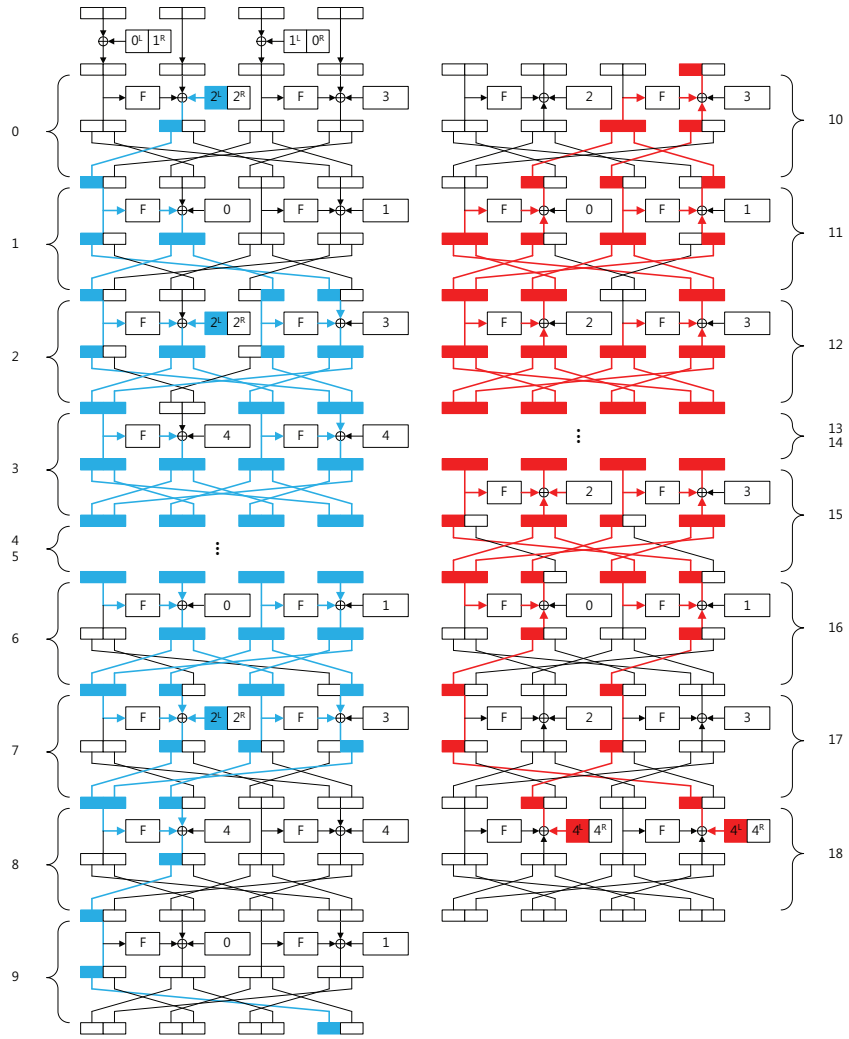 0ᴸ 1ᴿ 1ᴸ 0ᴿ
0 F 2ᴸ 2ᴿ F 3
1 F 0 F 1
2 F 2ᴸ 2ᴿ F 3
3 F 4 F 4
4
5
⋮
6 F 0 F 1
7 F 2ᴸ 2ᴿ F 3
8 F 4 F 4
9 F 0 F 1
F 2 F 3 10
F 0 F 1 11
F 2 F 3 12
⋮
13
14
F 2 F 3 15
F 0 F 1 16
F 2 F 3 17
F 4ᴸ 4ᴿ F 4ᴸ 4ᴿ 18